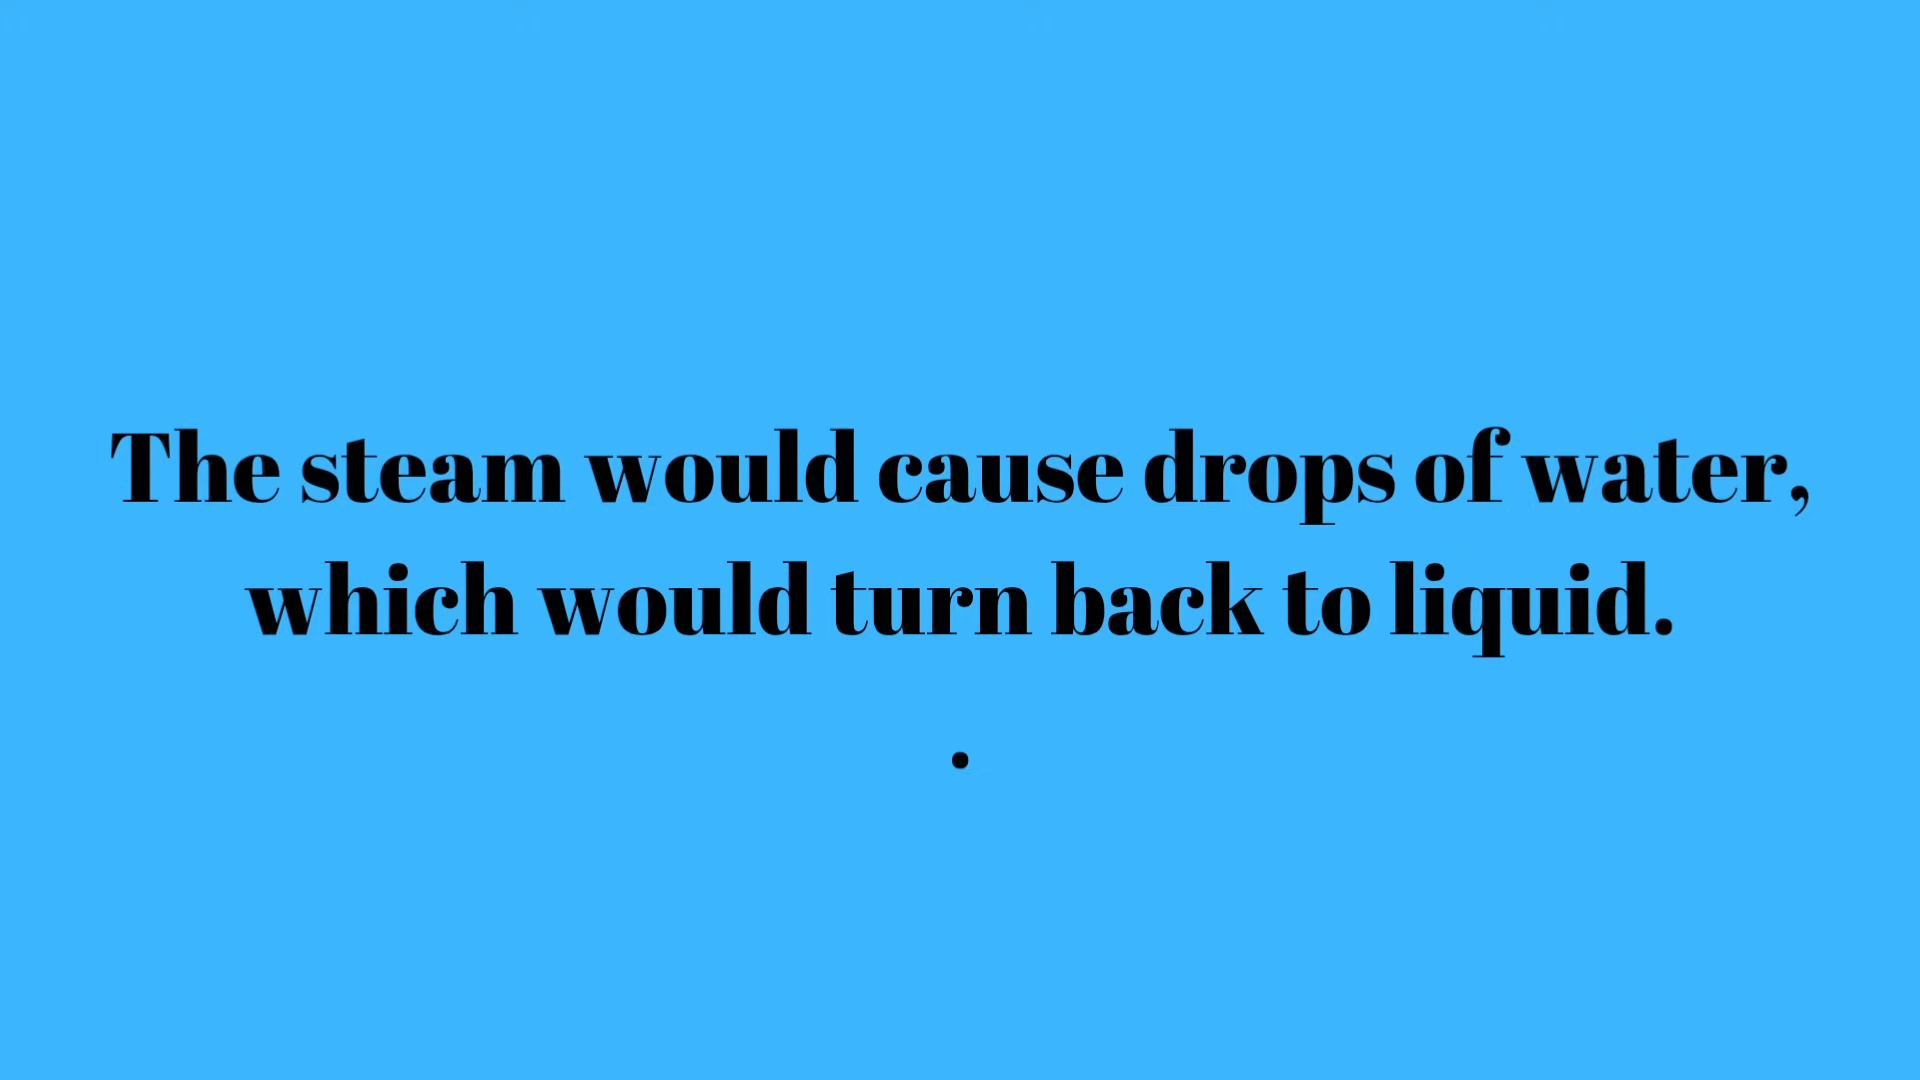 The steam would cause drops of water,
which would turn back to liquid.
.